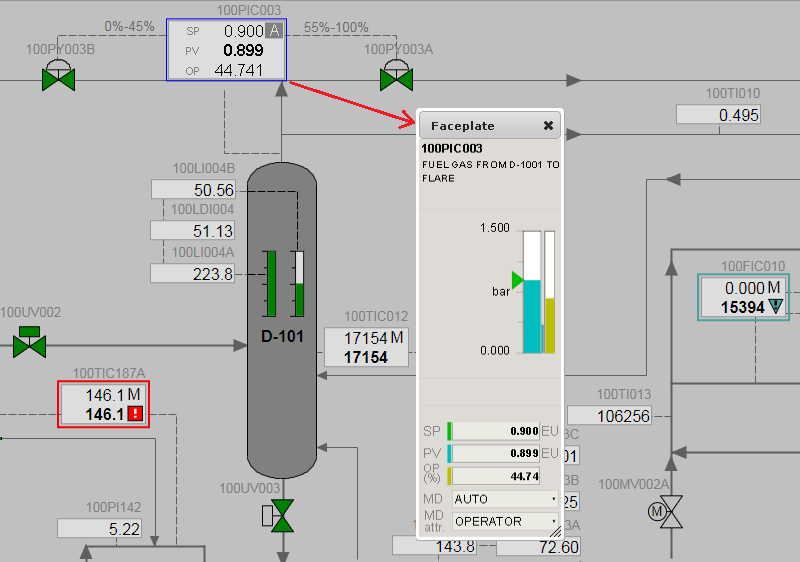 100PIC003
0%-45%
55%-100%
SP 0.900 A
PV 0.899
OP 44.741
100PY003B
100PY003A
100TI010
0.495
Faceplate
100PIC003
FUEL GAS FROM D-1001 TO
FLARE
100LI004B
50.56
100LDI004
51.13
100LI004A
223.8
1.500
bar
0.000
100FIC010
0.000 M
15394
100UV002
D-101
100TIC012
17154 M
17154
100TIC187A
146.1 M
146.1 !
100TI013
106256
SP 0.900 EU
PV 0.899 EU
OP
(%) 44.74
MD AUTO
MD
attr. OPERATOR
3C
01
3B
25
3A
100UV003
100MV002A
M
100PI142
5.22
143.8
72.60